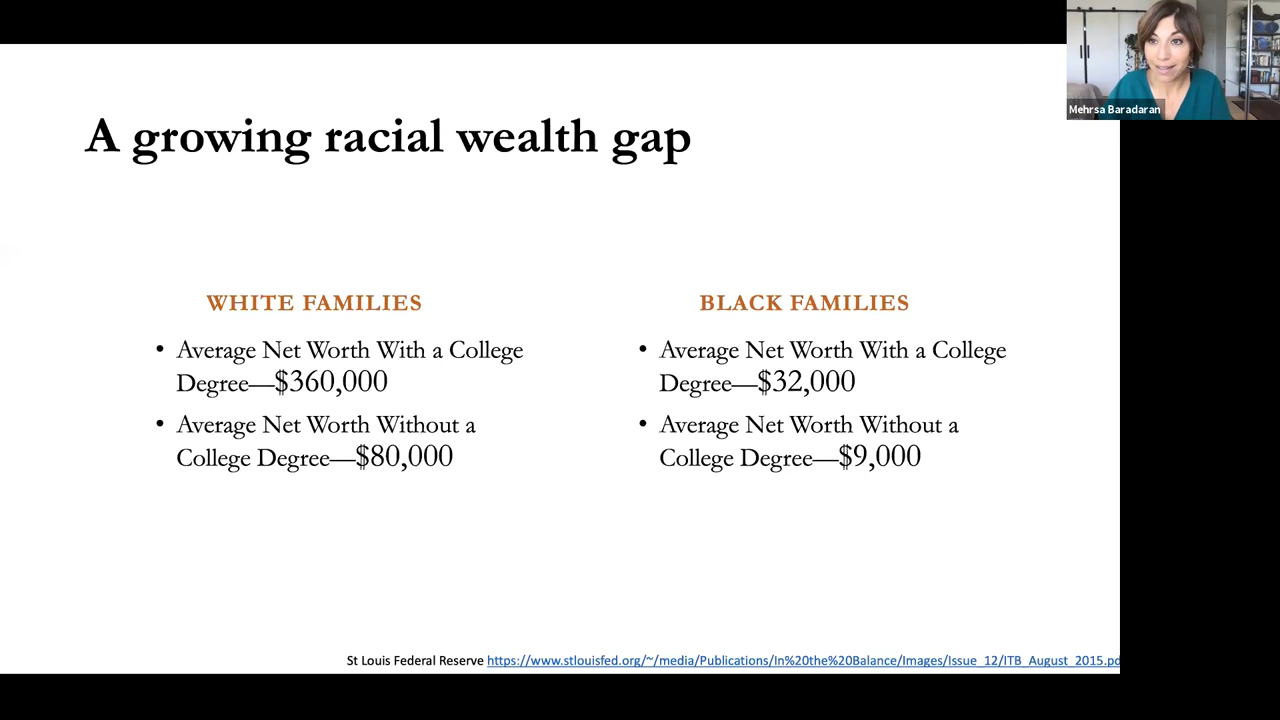 Mehrsa Baradaran
A growing racial wealth gap
WHITE FAMILIES
• Average Net Worth With a College
Degree—$360,000
• Average Net Worth Without a
College Degree—$80,000
BLACK FAMILIES
• Average Net Worth With a College
Degree—$32,000
• Average Net Worth Without a
College Degree—$9,000
St Louis Federal Reserve https://www.stlouisfed.org/~/media/Publications/In%20the%20Balance/Images/Issue_12/ITB_August_2015.pd